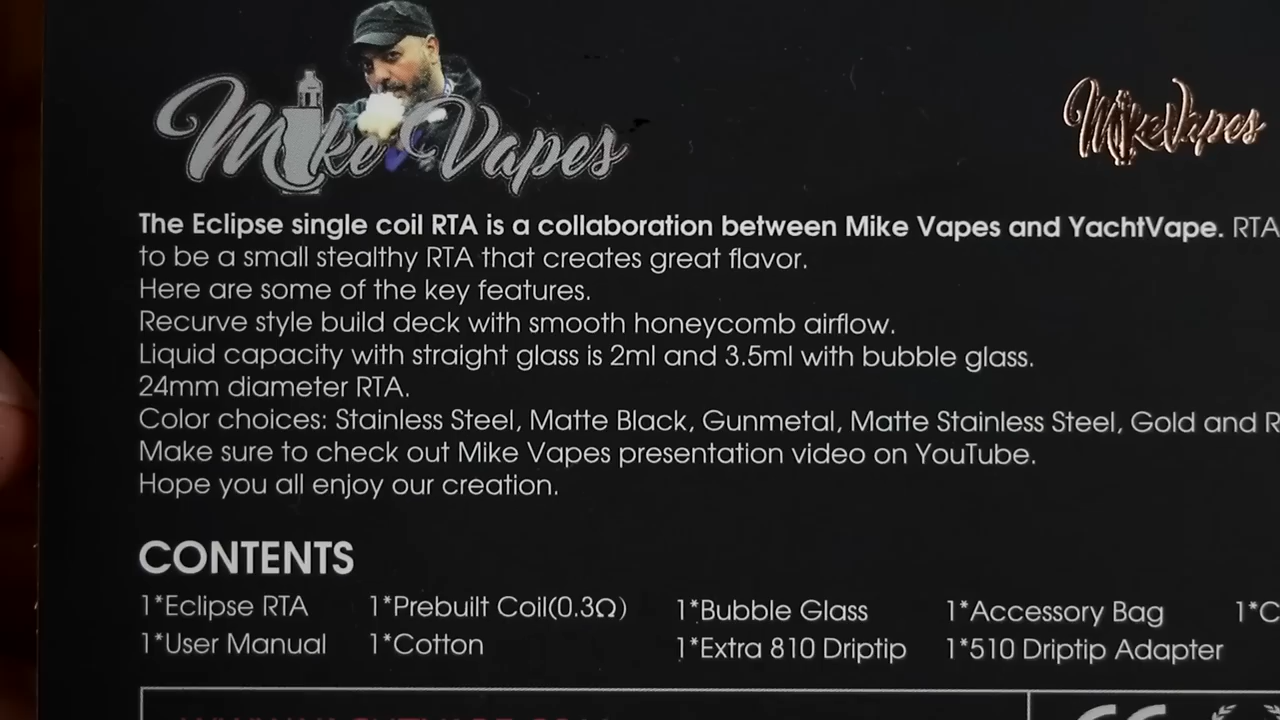 Mike Vapes
MikeVapes
The Eclipse single coil RTA is a collaboration between Mike Vapes and YachtVape. RTA
to be a small stealthy RTA that creates great flavor.
Here are some of the key features.
Recurve style build deck with smooth honeycomb airflow.
Liquid capacity with straight glass is 2ml and 3.5ml with bubble glass.
24mm diameter RTA.
Color choices: Stainless Steel, Matte Black, Gunmetal, Matte Stainless Steel, Gold and R
Make sure to check out Mike Vapes presentation video on YouTube.
Hope you all enjoy our creation.
CONTENTS
1*Eclipse RTA 1*Prebuilt Coil(0.3Ω) 1*Bubble Glass 1*Accessory Bag 1*C
1*User Manual 1*Cotton 1*Extra 810 Driptip 1*510 Driptip Adapter